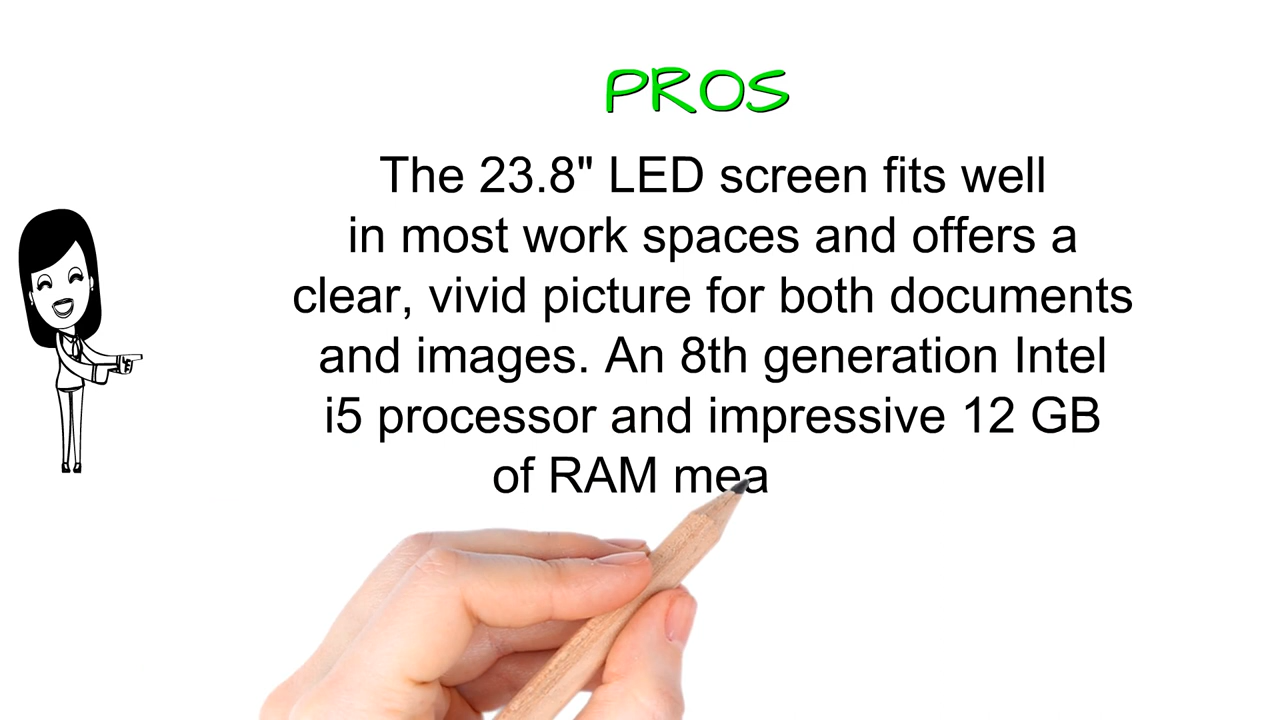 PROS
The 23.8" LED screen fits well
in most work spaces and offers a
clear, vivid picture for both documents
and images. An 8th generation Intel
i5 processor and impressive 12 GB
of RAM mea